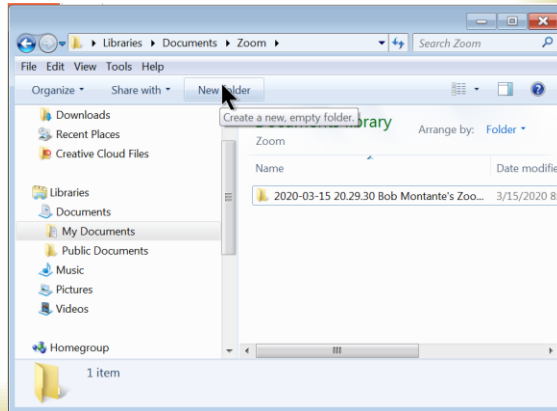 Libraries Documents Zoom Search Zoom
File Edit View Tools Help
Organize Share with New Folder
Create a new, empty folder.
Downloads
Recent Places
Creative Cloud Files
Libraries
Documents
My Documents
Public Documents
Music
Pictures
Videos
Homegroup
library
Arrange by: Folder
Zoom
Name Date modifie
2020-03-15 20.29.30 Bob Montante's Zoo... 3/15/2020 8:
1 item